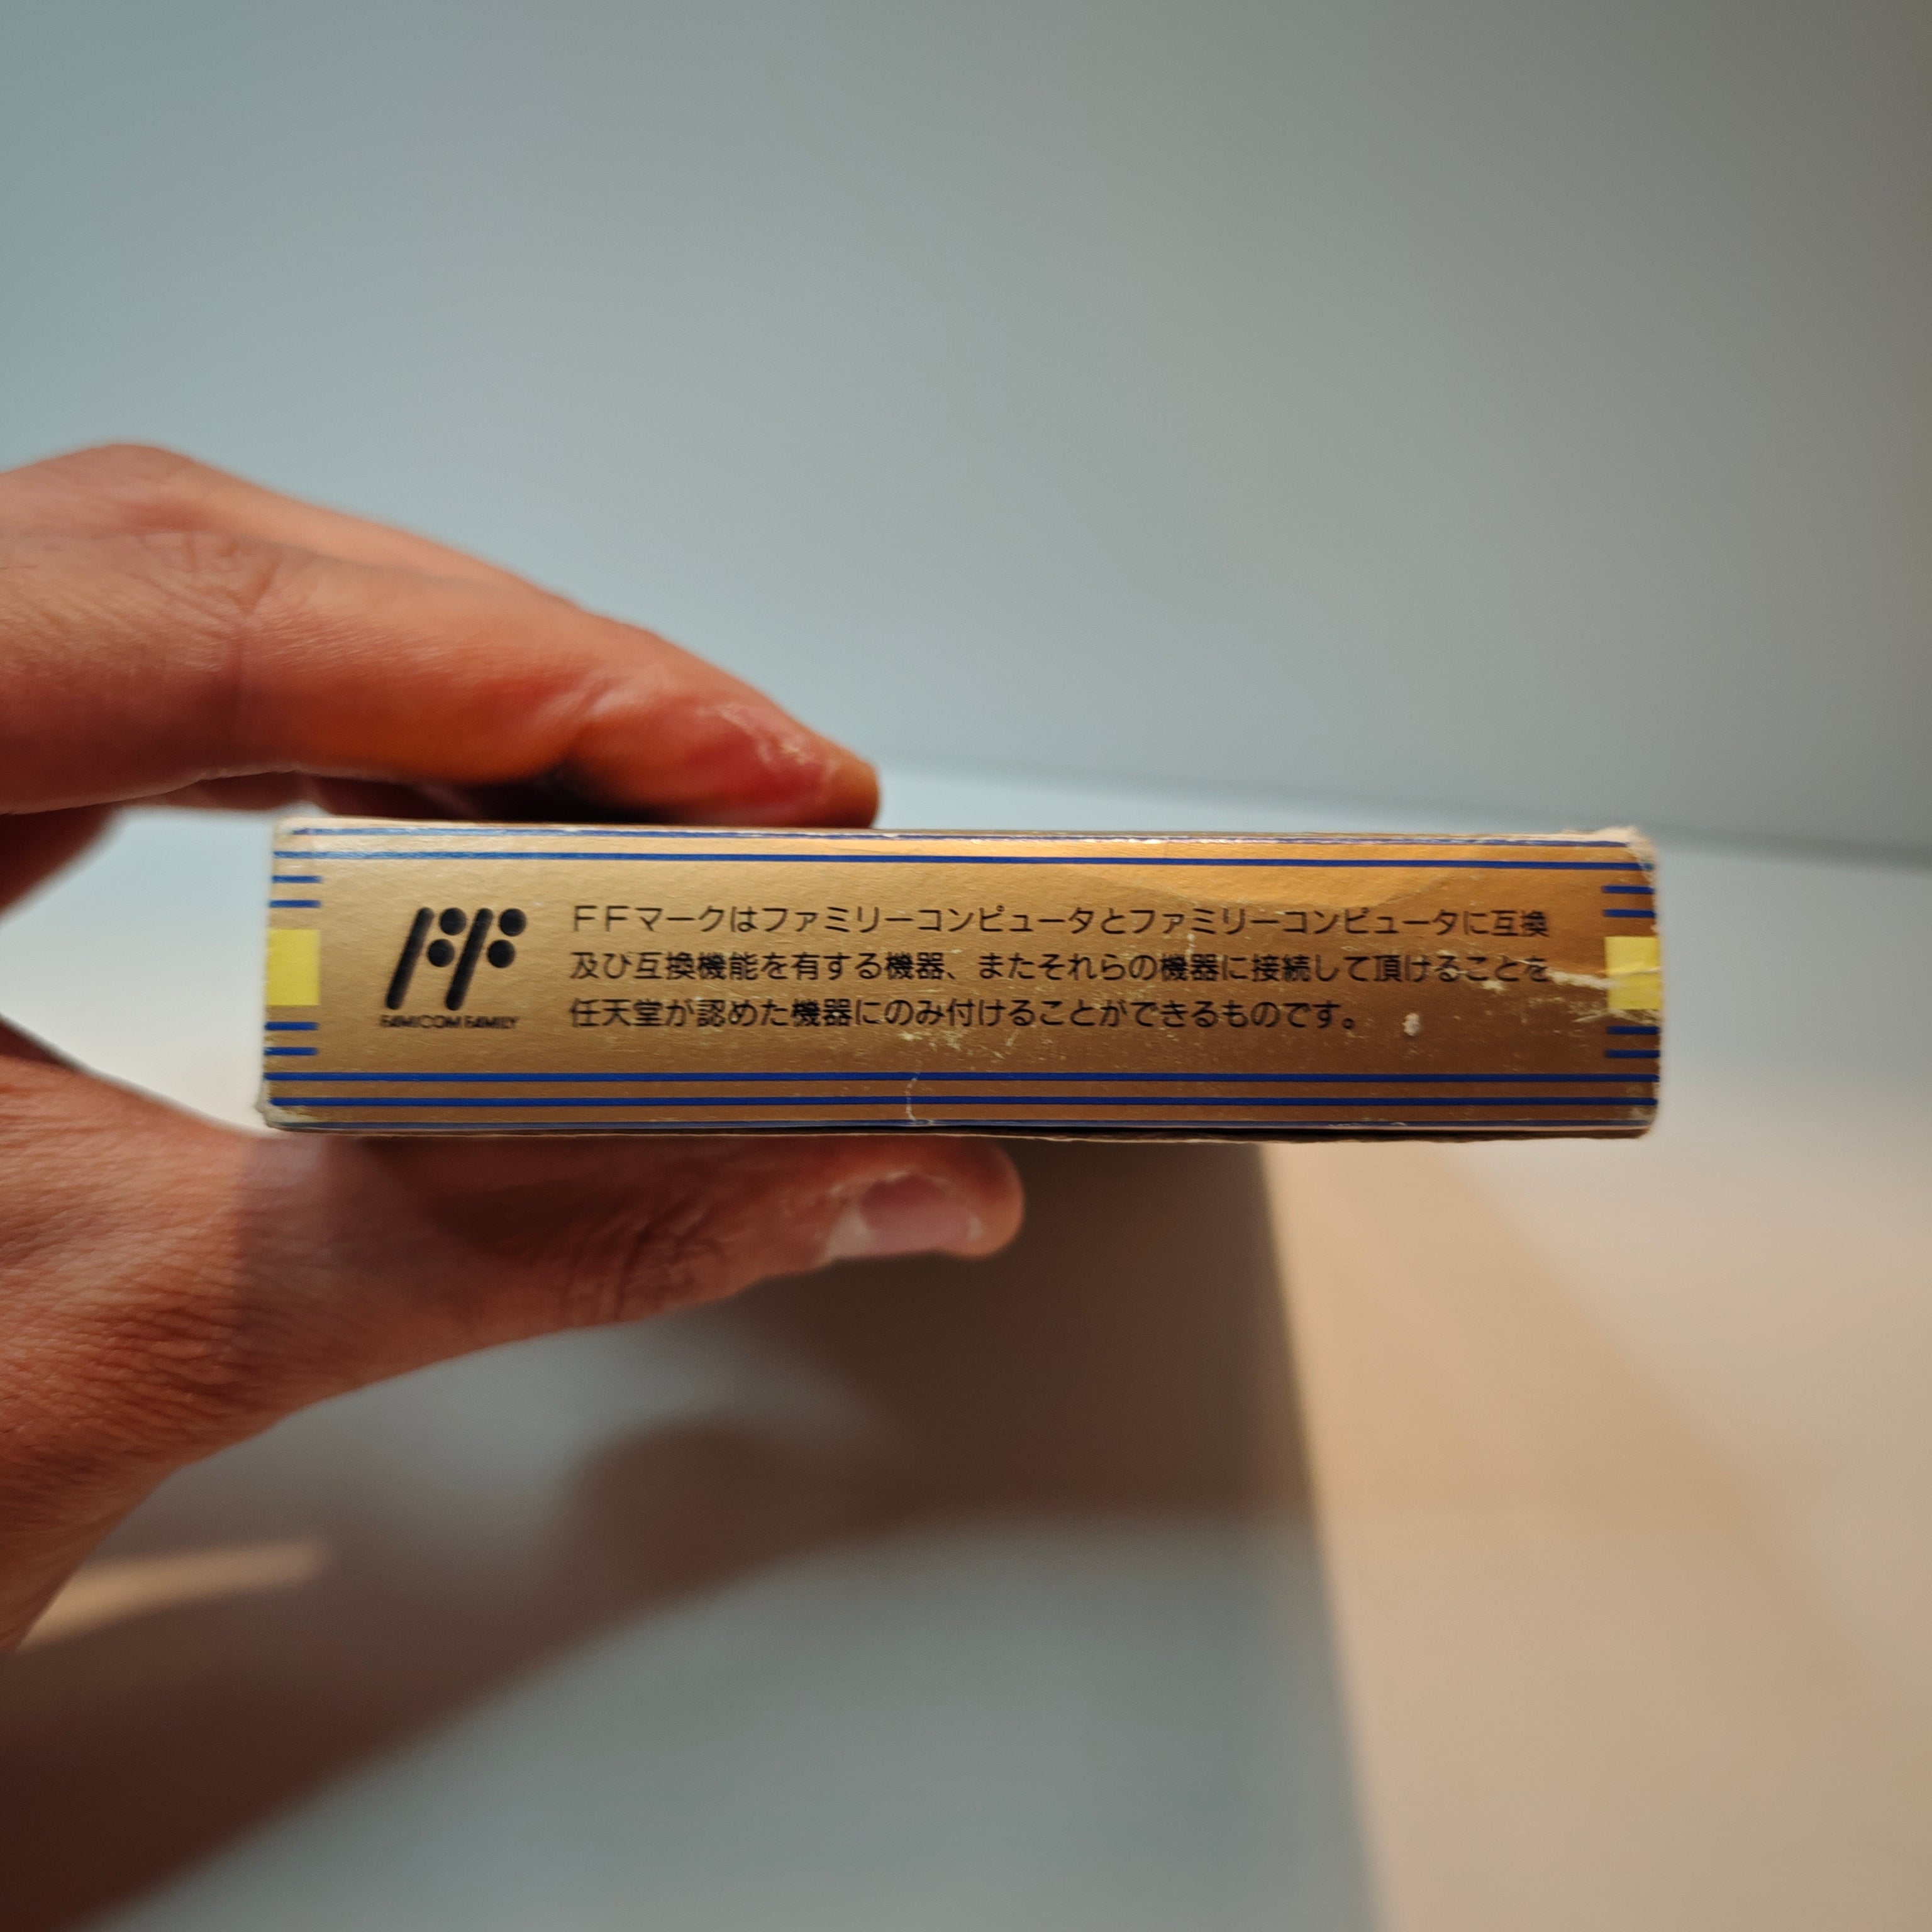 FF
FAMICOM FAMILY
FFマークはファミリーコンピュータとファミリーコンピュータに互換
及び互換機能を有する機器、またそれらの機器に接続して頂けることを
任天堂が認めた機器にのみ付けることができるものです。